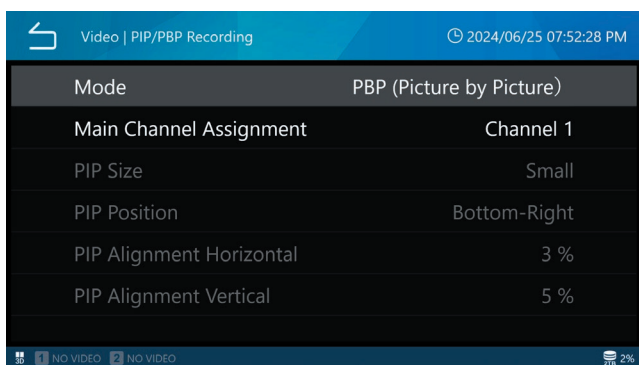 Video | PIP/PBP Recording 2024/06/25 07:52:28 PM
Mode PBP (Picture by Picture）
Main Channel Assignment Channel 1
PIP Size Small
PIP Position Bottom-Right
PIP Alignment Horizontal 3 %
PIP Alignment Vertical 5 %
3D 1 NO VIDEO 2 NO VIDEO 2TB 2%